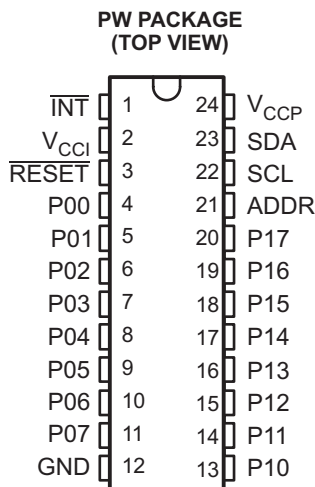 PW PACKAGE
(TOP VIEW)
INT 1 24 VCCP
VCCI 2 23 SDA
RESET 3 22 SCL
P00 4 21 ADDR
P01 5 20 P17
P02 6 19 P16
P03 7 18 P15
P04 8 17 P14
P05 9 16 P13
P06 10 15 P12
P07 11 14 P11
GND 12 13 P10